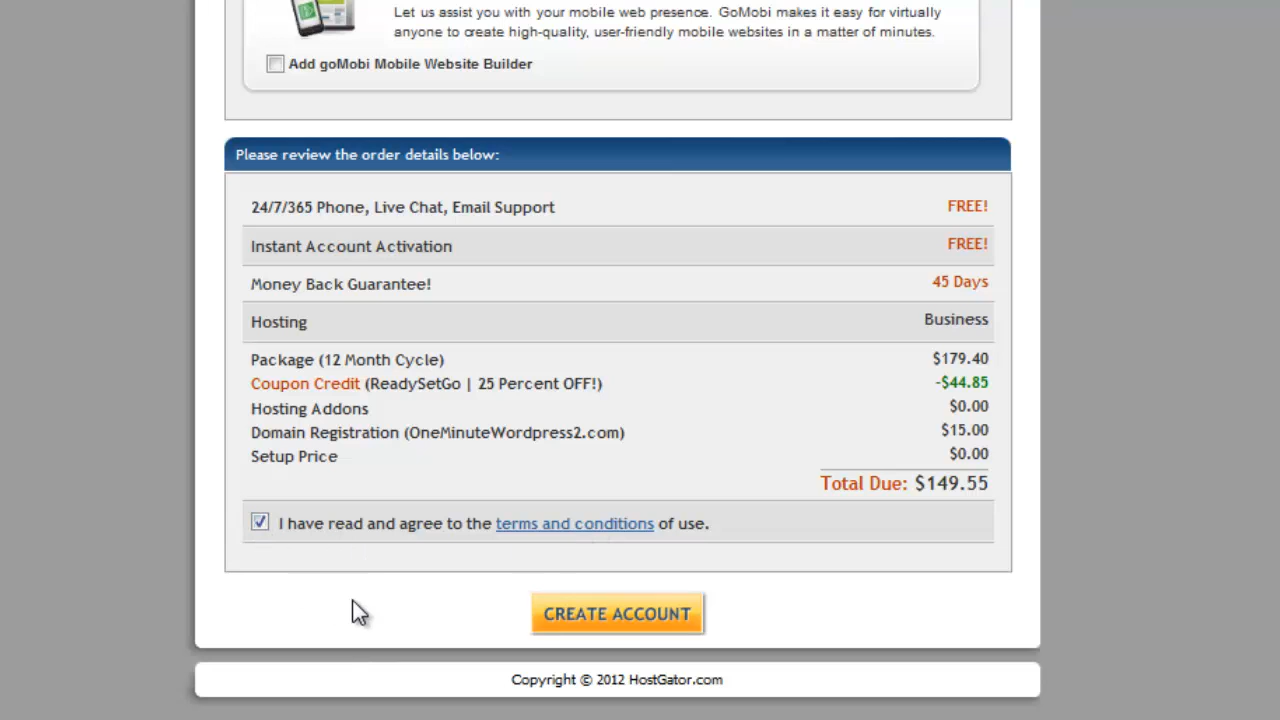 Let us assist you with your mobile web presence. GoMobi makes it easy for virtually
anyone to create high-quality, user-friendly mobile websites in a matter of minutes.
Add goMobi Mobile Website Builder
Please review the order details below:
24/7/365 Phone, Live Chat, Email Support FREE!
Instant Account Activation FREE!
Money Back Guarantee! 45 Days
Hosting Business
Package (12 Month Cycle) $179.40
Coupon Credit (ReadySetGo | 25 Percent OFF!) -$44.85
Hosting Addons $0.00
Domain Registration (OneMinuteWordpress2.com) $15.00
Setup Price $0.00
Total Due: $149.55
I have read and agree to the terms and conditions of use.
CREATE ACCOUNT
Copyright © 2012 HostGator.com